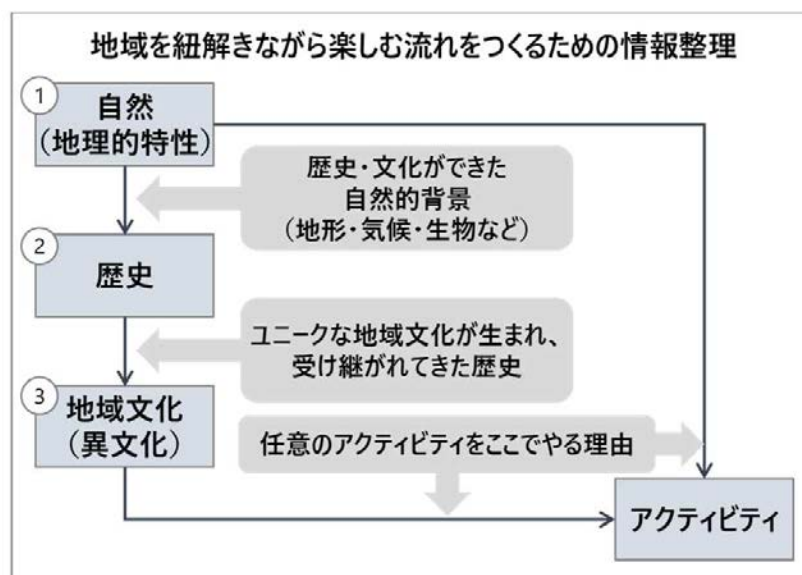 地域を紐解きながら楽しむ流れをつくるための情報整理
1
自然
（地理的特性）
歴史・文化ができた
自然的背景
（地形・気候・生物など）
2
歴史
ユニークな地域文化が生まれ、
受け継がれてきた歴史
3
地域文化
（異文化）
任意のアクティビティをここでやる理由
アクティビティ